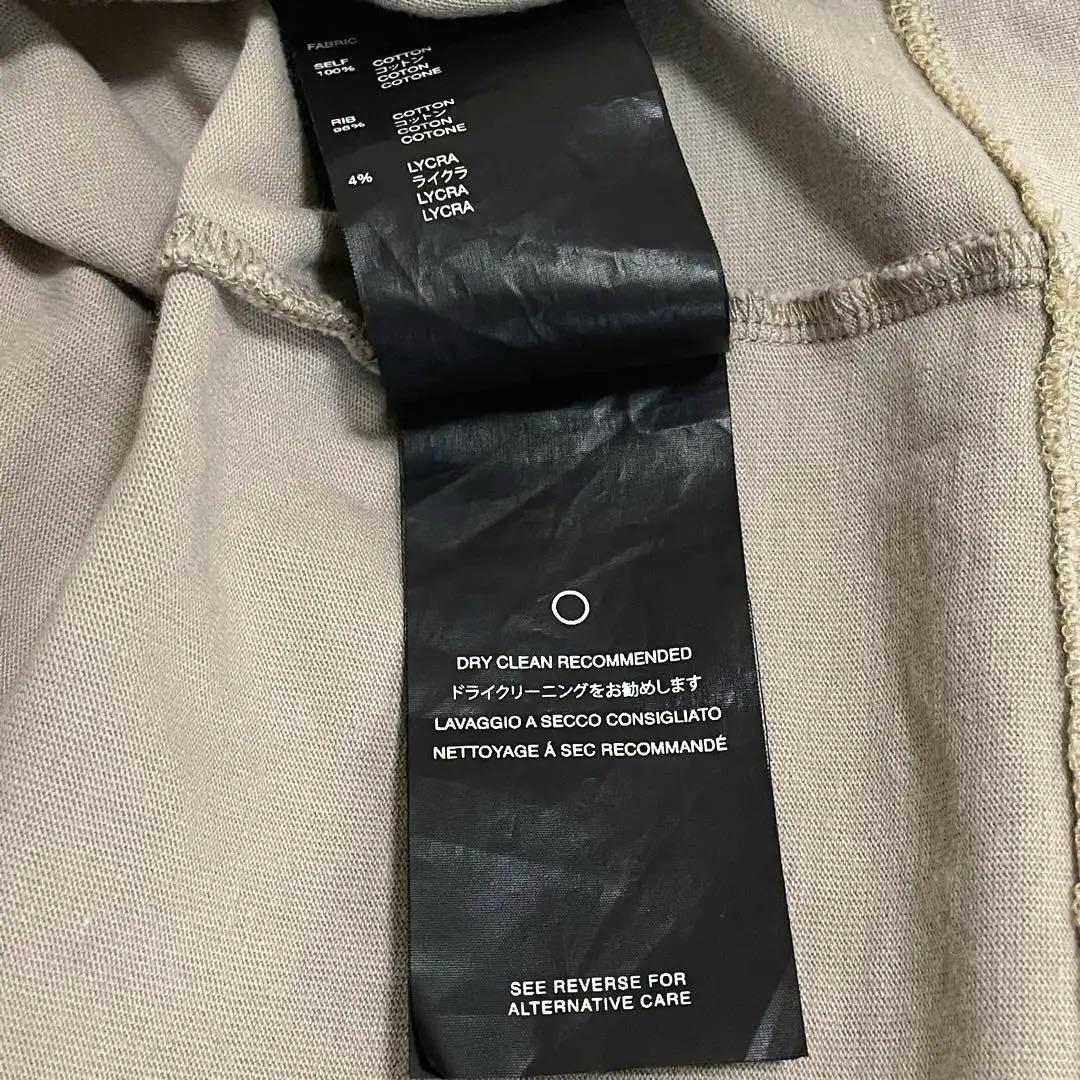 FABRIC
SELF
100%
COTTON
コットン
COTON
COTONE
RIB
96%
COTTON
コットン
COTON
COTONE
4%
LYCRA
ライクラ
LYCRA
LYCRA
DRY CLEAN RECOMMENDED
ドライクリーニングをお勧めします
LAVAGGIO A SECCO CONSIGLIATO
NETTOYAGE Á SEC RECOMMANDÉ
SEE REVERSE FOR
ALTERNATIVE CARE